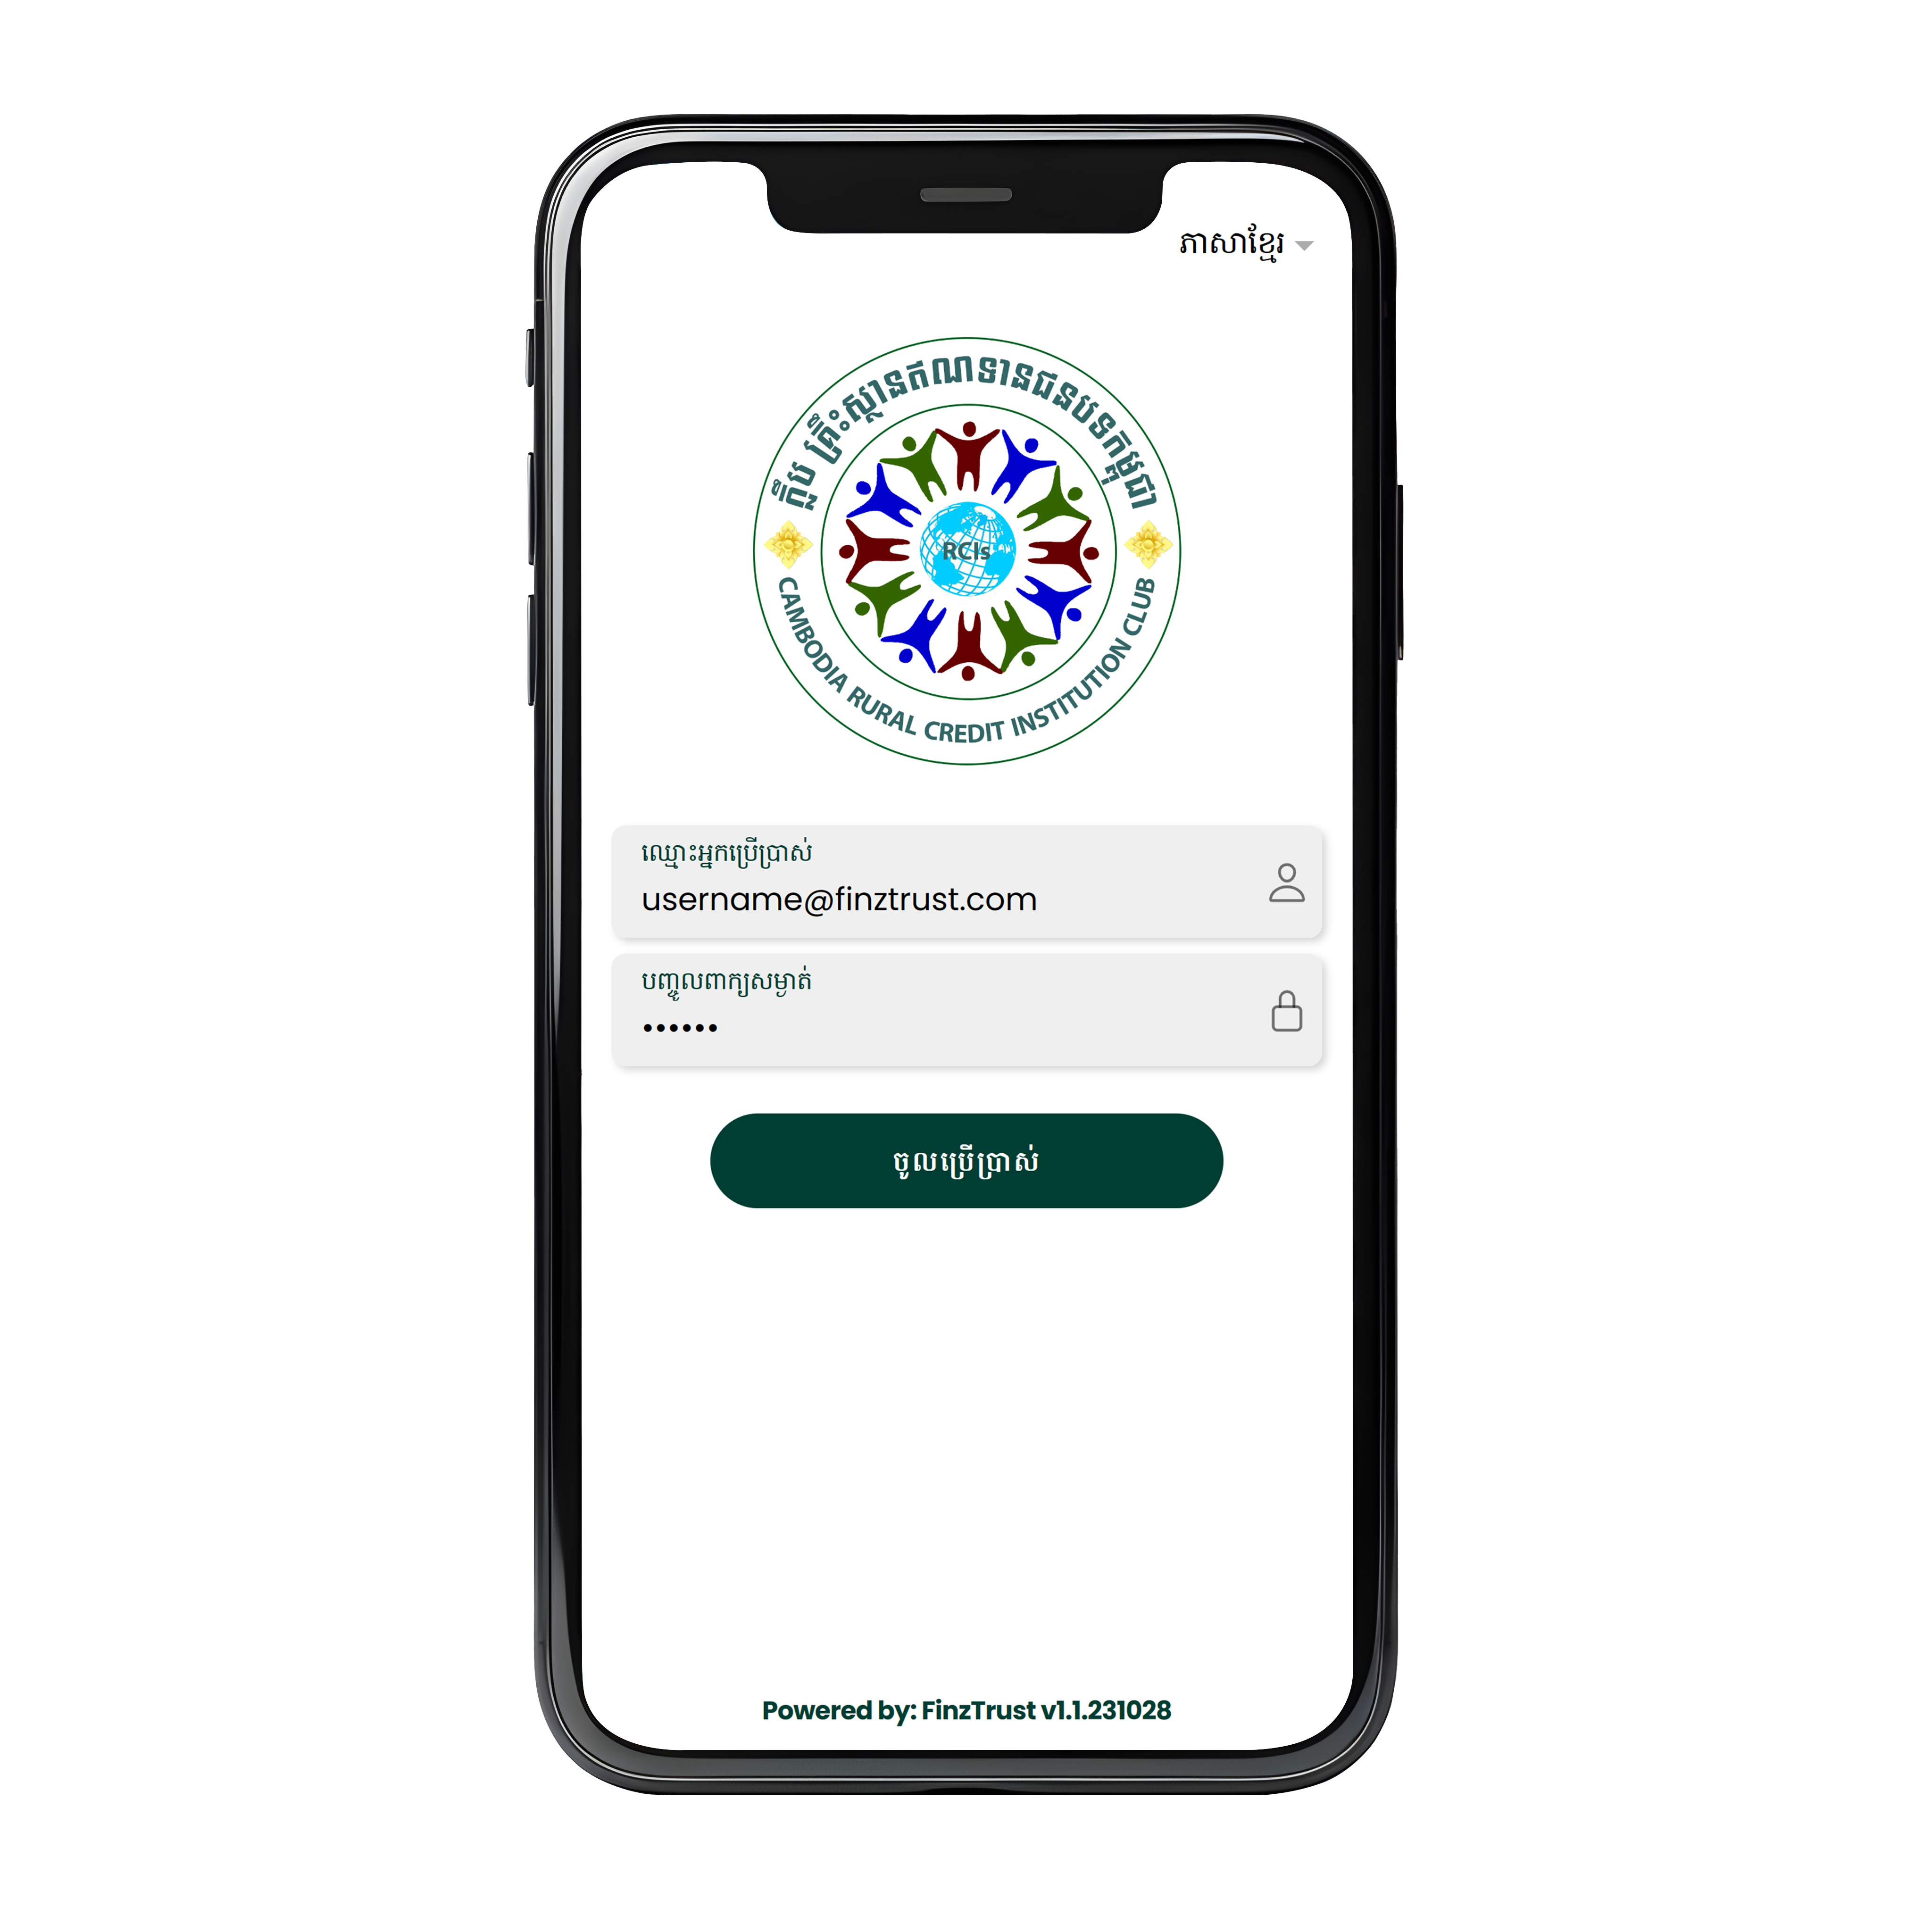 ភាសាខ្មែរ
ក្លឹប គ្រឹះស្ថានឥណទានជនបទកម្ពុជា
RCIs
CAMBODIA RURAL CREDIT INSTITUTION CLUB
ឈ្មោះអ្នកប្រើប្រាស់
username@finztrust.com
បញ្ចូលពាក្យសម្ងាត់
••••••
ចូលប្រើប្រាស់
Powered by: FinzTrust v1.1.231028